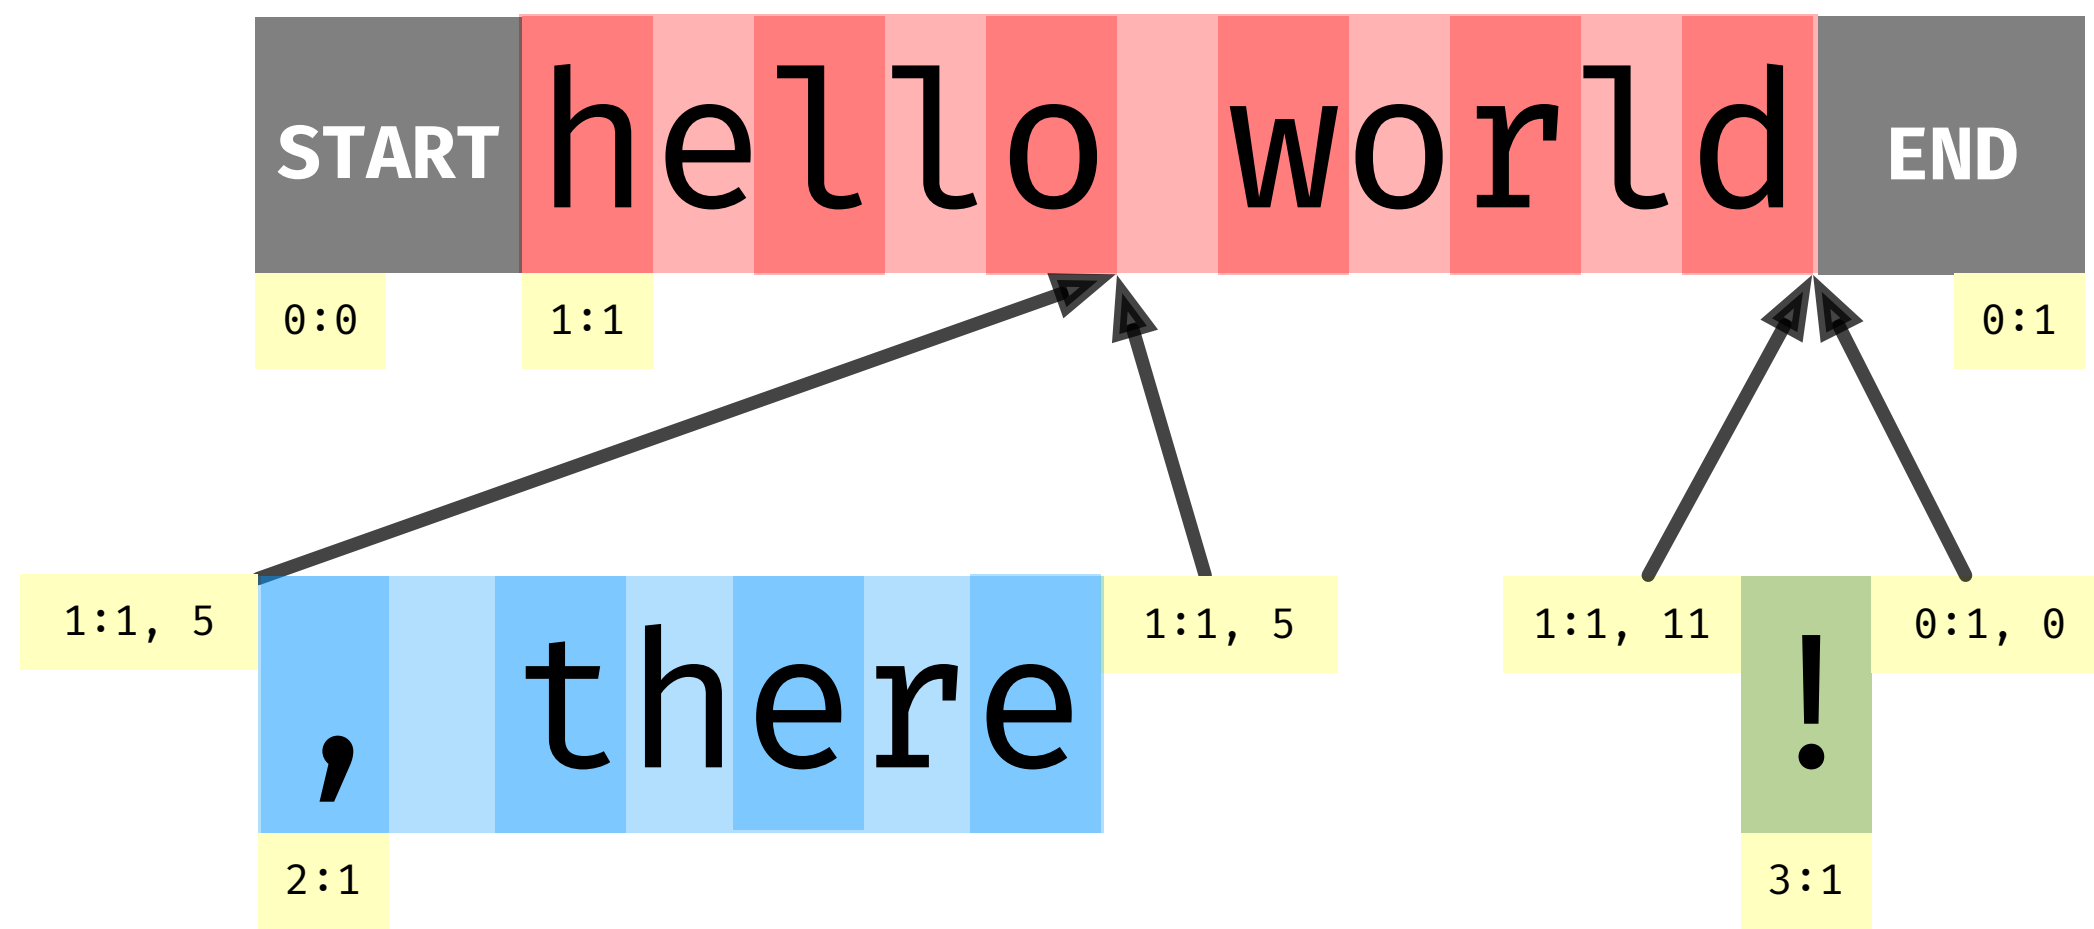 START hello world END
0:0 1:1 0:1
1:1, 5 , there 1:1, 5 1:1, 11 ! 0:1, 0
2:1 3:1